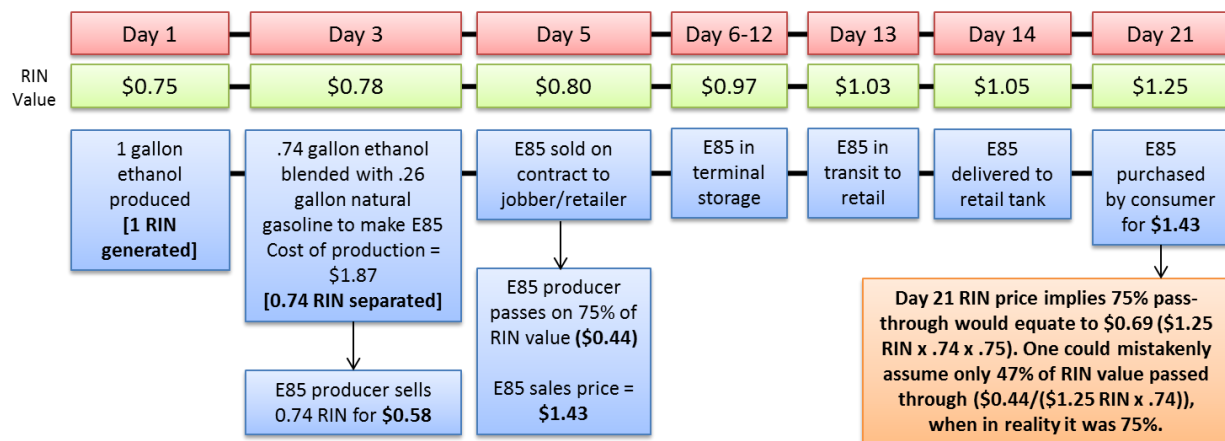 Day 1
Day 3
Day 5
Day 6-12
Day 13
Day 14
Day 21
RIN
Value
$0.75
$0.78
$0.80
$0.97
$1.03
$1.05
$1.25
1 gallon
ethanol
produced
[1 RIN
generated]
.74 gallon ethanol
blended with .26
gallon natural
gasoline to make E85
Cost of production =
$1.87
[0.74 RIN separated]
E85 sold on
contract to
jobber/retailer
E85 in
terminal
storage
E85 in
transit to
retail
E85
delivered to
retail tank
E85
purchased
by consumer
for $1.43
E85 producer sells
0.74 RIN for $0.58
E85 producer
passes on 75% of
RIN value ($0.44)
E85 sales price =
$1.43
Day 21 RIN price implies 75% pass-
through would equate to $0.69 ($1.25
RIN x .74 x .75). One could mistakenly
assume only 47% of RIN value passed
through ($0.44/($1.25 RIN x .74)),
when in reality it was 75%.